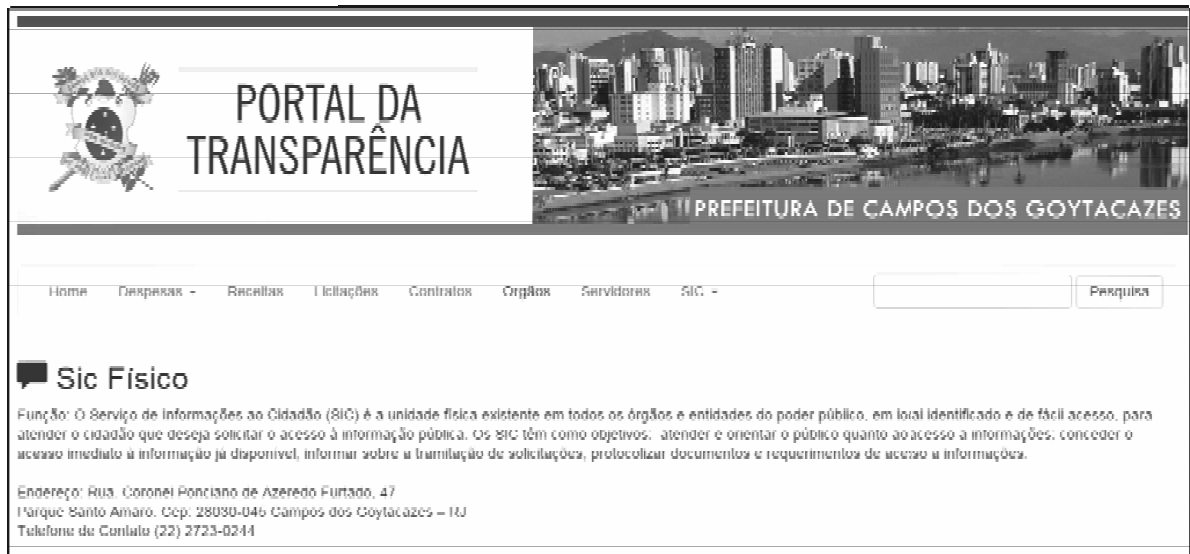 PORTAL DA
TRANSPARÊNCIA
PREFEITURA DE CAMPOS DOS GOYTACAZES
Home Despesas Receitas Licitações Contratos Orgãos Servidores SIC Pesquisa
Sic Físico
Função: O Serviço de Informações ao Cidadão (SIC) é a unidade física existente em todos os órgãos e entidades do poder público, em loral identificado e de fácil acesso, para
atender o cidadão que deseja solicitar o acesso à informação pública. Os SIC têm como objetivos: atender e orientar o público quanto ao acesso a informações; conceder o
acesso imediato à informação já disponível, informar sobre a tramitação de solicitações, protocolizar documentos e requerimentos de acesso a informações.
Endereço: Rua. Coronel Ponciano de Azeredo Furtado, 47
Parque Santo Amaro. Cep: 28030-045 Campos dos Goytacazes – RJ
Telefone de Contato (22) 2723-0244